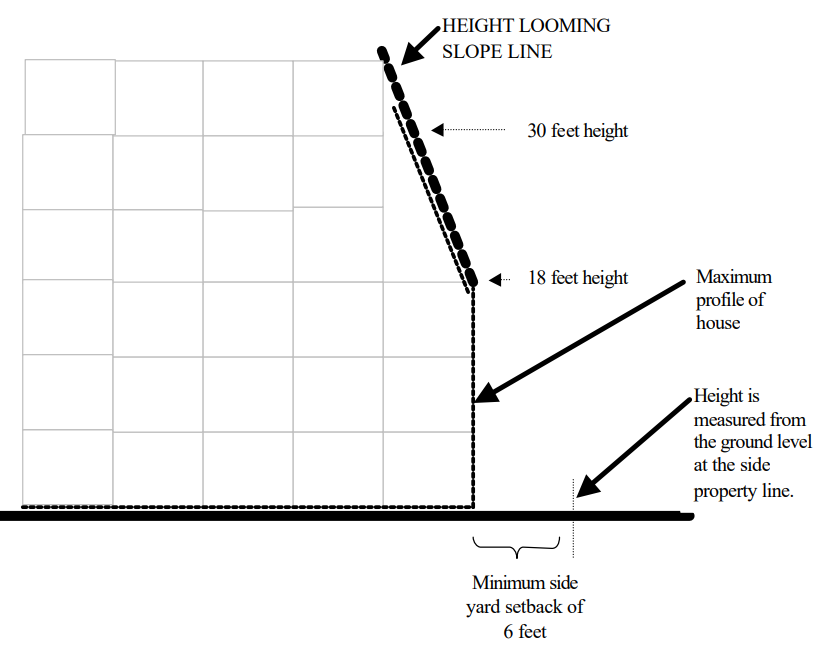 HEIGHT LOOMING
SLOPE LINE
30 feet height
18 feet height
Maximum
profile of
house
Height is
measured from
the ground level
at the side
property line.
Minimum side
yard setback of
6 feet